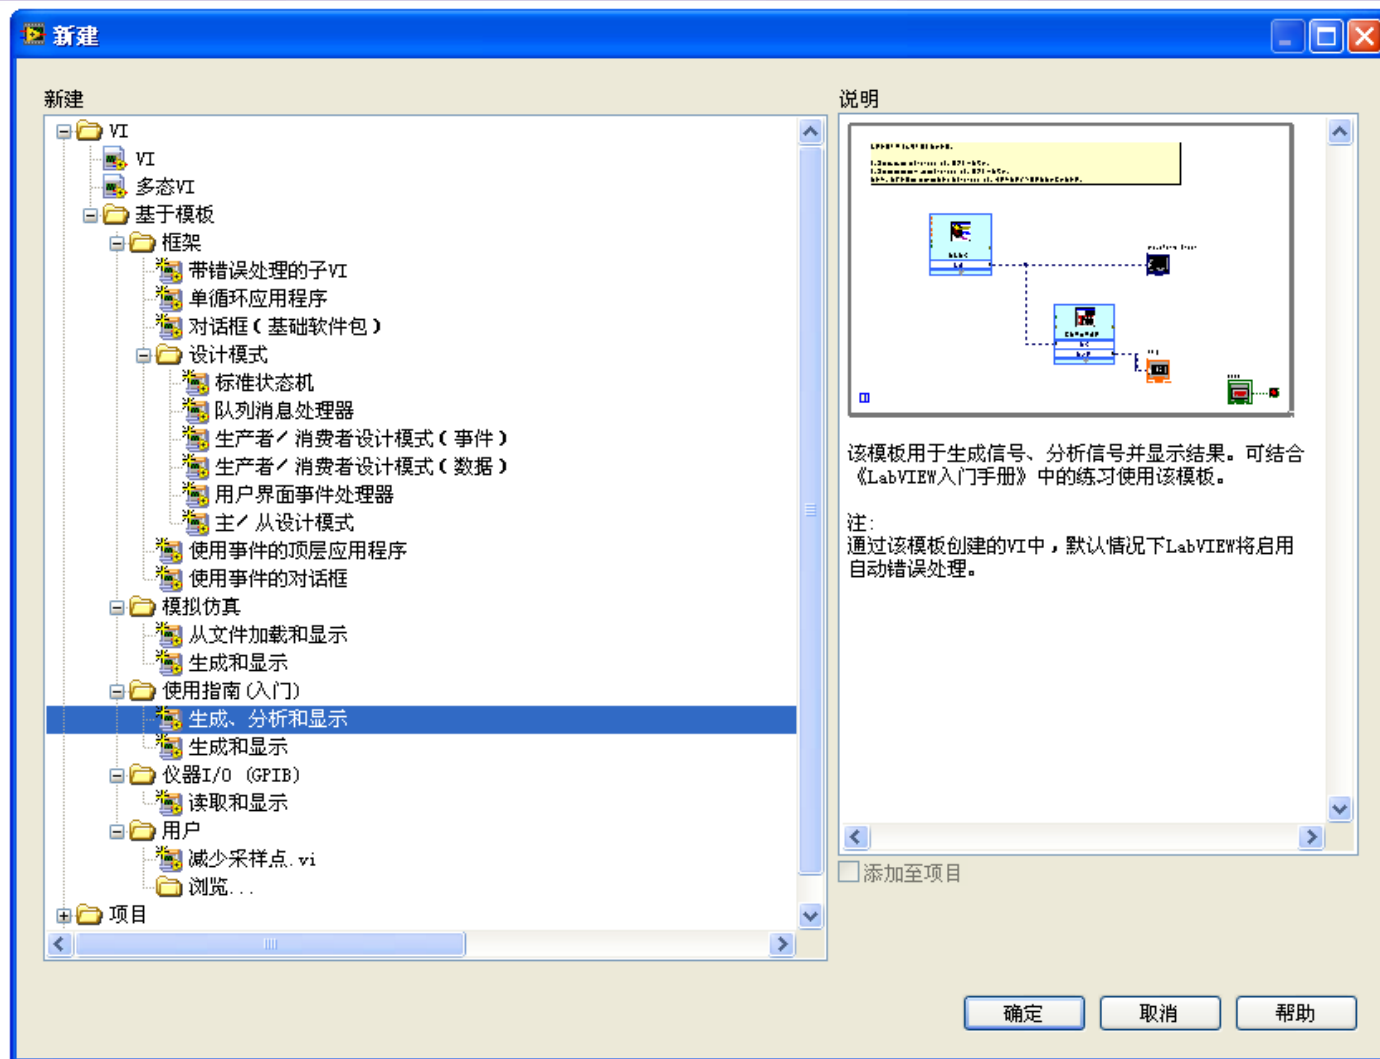 新建
新建
VI
VI
多态VI
基于模板
框架
带错误处理的子VI
单循环应用程序
对话框(基础软件包)
设计模式
标准状态机
队列消息处理器
生产者/消费者设计模式(事件)
生产者/消费者设计模式(数据)
用户界面事件处理器
主/从设计模式
使用事件的顶层应用程序
使用事件的对话框
模拟仿真
从文件加载和显示
生成和显示
使用指南(入门)
生成、分析和显示
生成和显示
仪器I/O (GPIB)
读取和显示
用户
减少采样点.vi
浏览...
项目
说明
该模板用于生成信号、分析信号并显示结果。可结合
《LabVIEW入门手册》中的练习使用该模板。
注:
通过该模板创建的VI中,默认情况下LabVIEW将启用
自动错误处理。
添加至项目
确定
取消
帮助